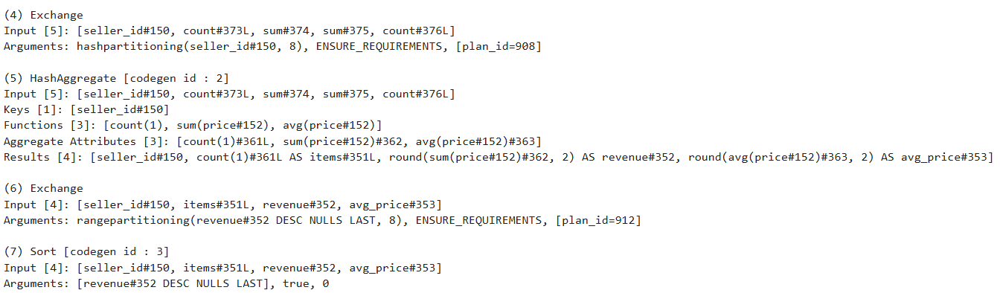 (4) Exchange
Input [5]: [seller_id#150, count#373L, sum#374, sum#375, count#376L]
Arguments: hashpartitioning(seller_id#150, 8), ENSURE_REQUIREMENTS, [plan_id=908]
(5) HashAggregate [codegen id : 2]
Input [5]: [seller_id#150, count#373L, sum#374, sum#375, count#376L]
Keys [1]: [seller_id#150]
Functions [3]: [count(1), sum(price#152), avg(price#152)]
Aggregate Attributes [3]: [count(1)#361L, sum(price#152)#362, avg(price#152)#363]
Results [4]: [seller_id#150, count(1)#361L AS items#351L, round(sum(price#152)#362, 2) AS revenue#352, round(avg(price#152)#363, 2) AS avg_price#353]
(6) Exchange
Input [4]: [seller_id#150, items#351L, revenue#352, avg_price#353]
Arguments: rangepartitioning(revenue#352 DESC NULLS LAST, 8), ENSURE_REQUIREMENTS, [plan_id=912]
(7) Sort [codegen id : 3]
Input [4]: [seller_id#150, items#351L, revenue#352, avg_price#353]
Arguments: [revenue#352 DESC NULLS LAST], true, 0